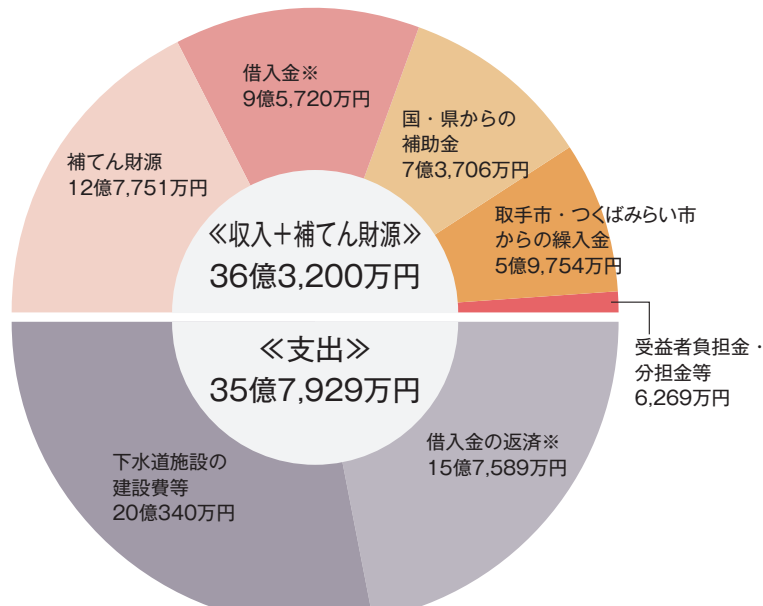 借入金※
9億5,720万円
国・県からの
補助金
7億3,706万円
補てん財源
12億7,751万円
取手市・つくばみらい市
からの繰入金
5億9,754万円
≪収入＋補てん財源≫
36億3,200万円
受益者負担金・
分担金等
6,269万円
≪支出≫
35億7,929万円
借入金の返済※
15億7,589万円
下水道施設の
建設費等
20億340万円